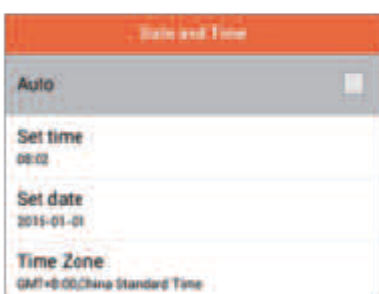 Date and Time
Auto
Set time
08:02
Set date
2015-01-01
Time Zone
GMT+8:00,China Standard Time